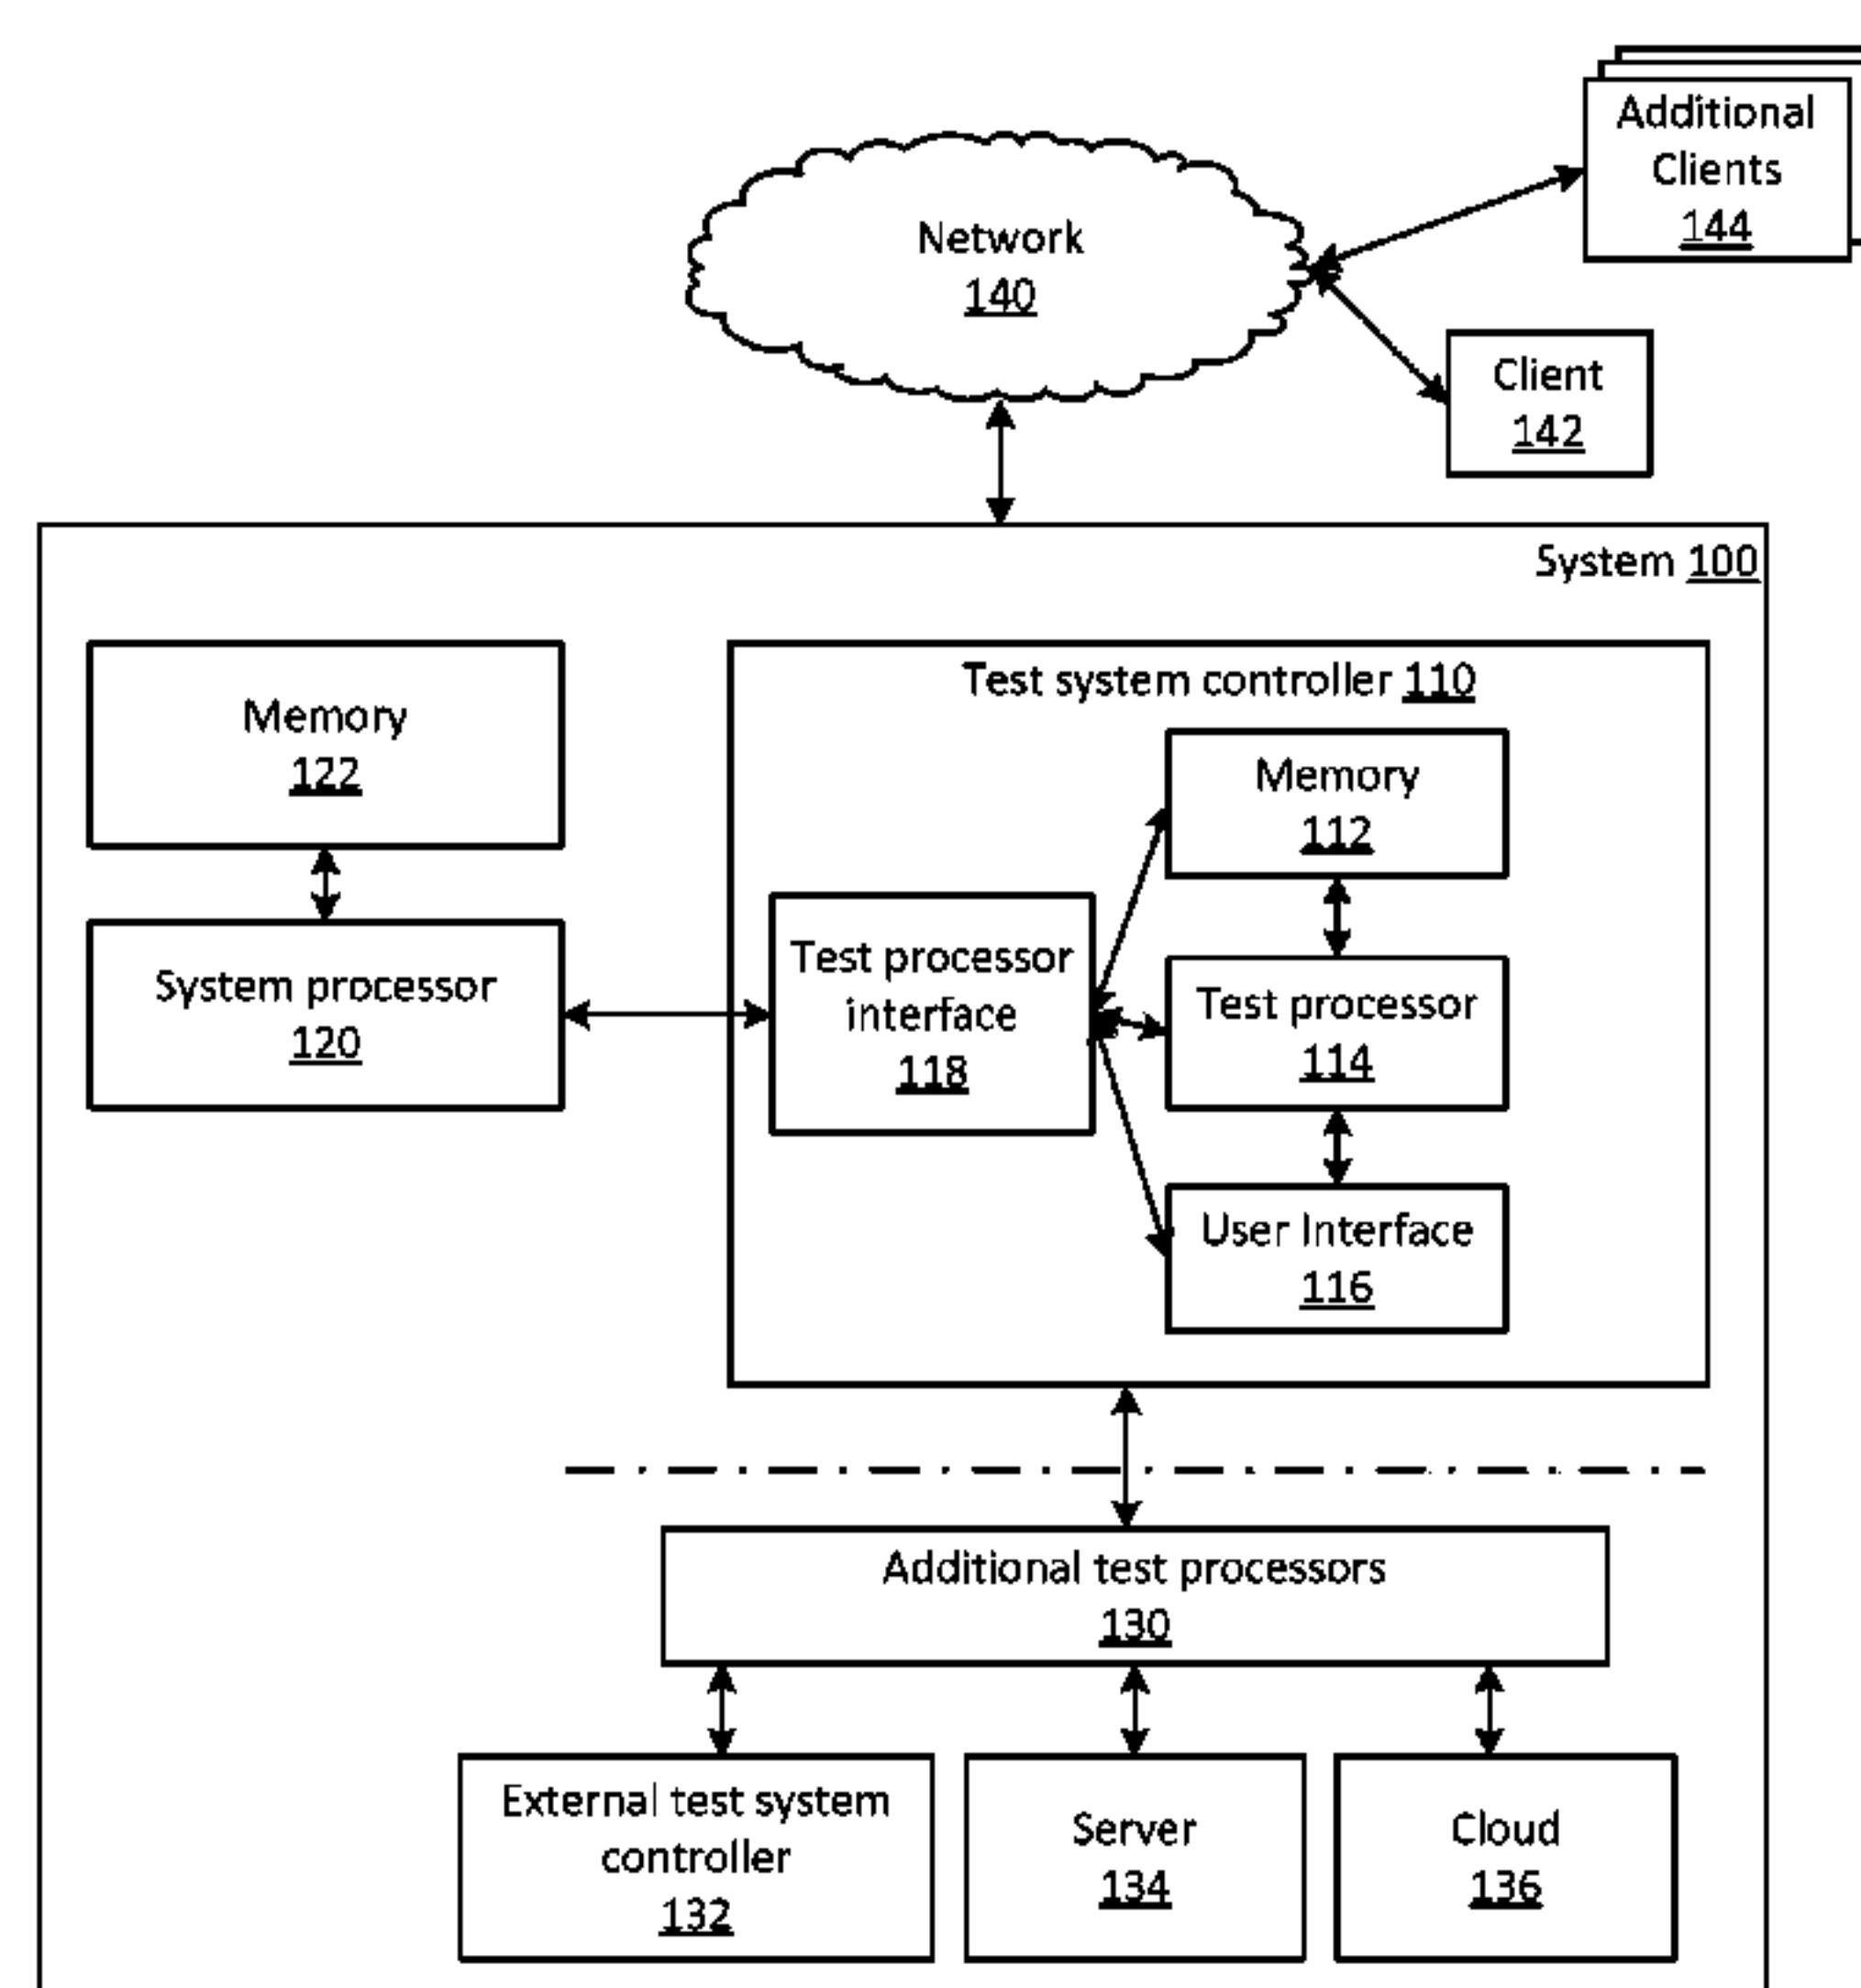 Additional
Clients
144
Network
140
Client
142
System 100
Test system controller 110
Memory
122
Memory
112
System processor
120
Test processor
interface
118
Test processor
114
User Interface
116
Additional test processors
130
External test system
controller
132
Server
134
Cloud
136